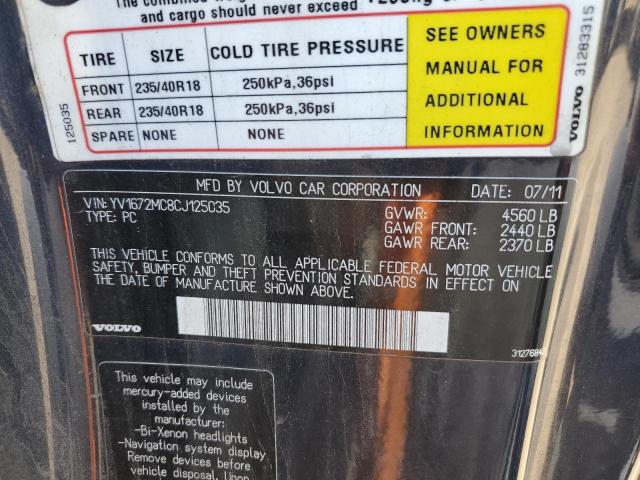 and cargo should never exceed
TIRE SIZE COLD TIRE PRESSURE
FRONT 235/40R18 250kPa,36psi
REAR 235/40R18 250kPa,36psi
SPARE NONE NONE
SEE OWNERS
MANUAL FOR
ADDITIONAL
INFORMATION
125035
VOLVO 31283315
MFD BY VOLVO CAR CORPORATION DATE: 07/11
VIN: YV1672MC8CJ125035
TYPE: PC
GVWR: 4560 LB
GAWR FRONT: 2440 LB
GAWR REAR: 2370 LB
THIS VEHICLE CONFORMS TO ALL APPLICABLE FEDERAL MOTOR VEHICLE
SAFETY, BUMPER AND THEFT PREVENTION STANDARDS IN EFFECT ON
THE DATE OF MANUFACTURE SHOWN ABOVE.
VOLVO
This vehicle may include
mercury-added devices
installed by the
manufacturer:
-Bi-Xenon headlights
-Navigation system display
Remove devices before
vehicle disposal. Upon